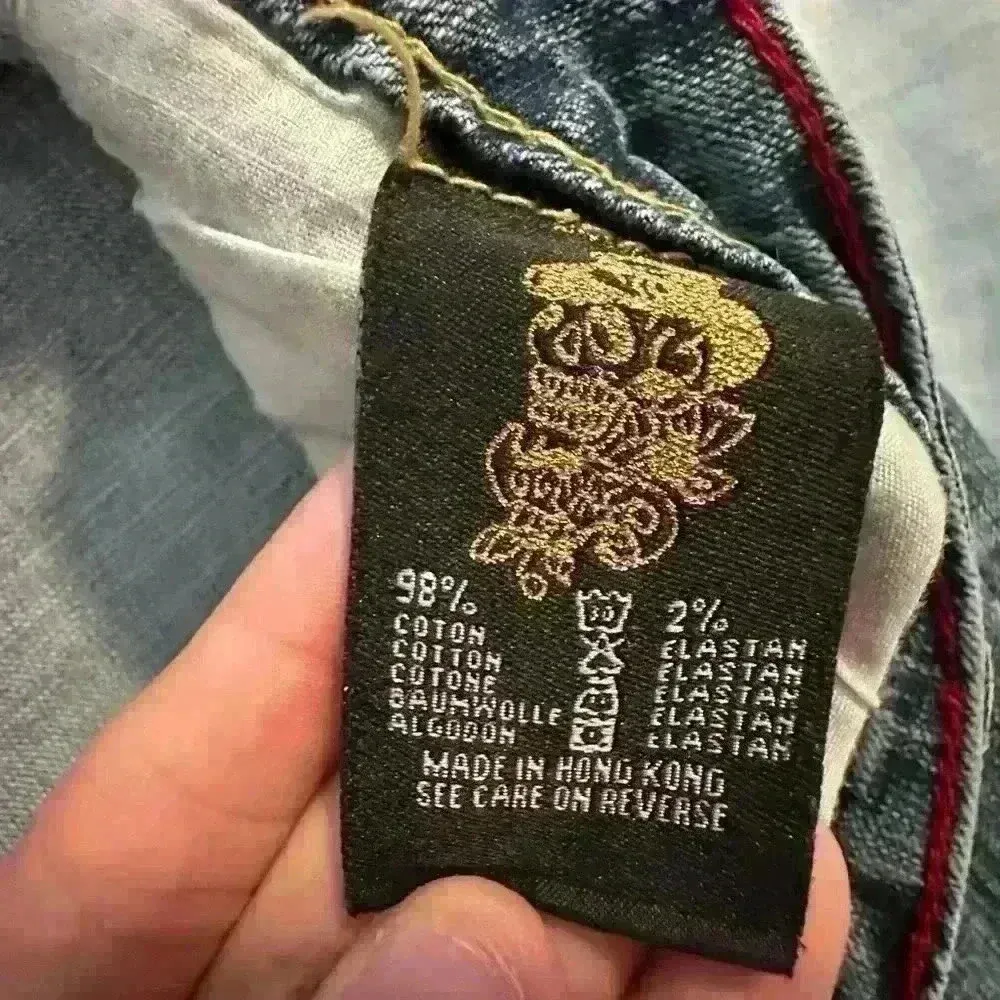 98%
COTON
COTTON
COTONE
BAUMWOLLE
ALGODON
30
2%
ELASTAN
ELASTAN
ELASTAN
ELASTAN
ELASTAN
MADE IN HONG KONG
SEE CARE ON REVERSE